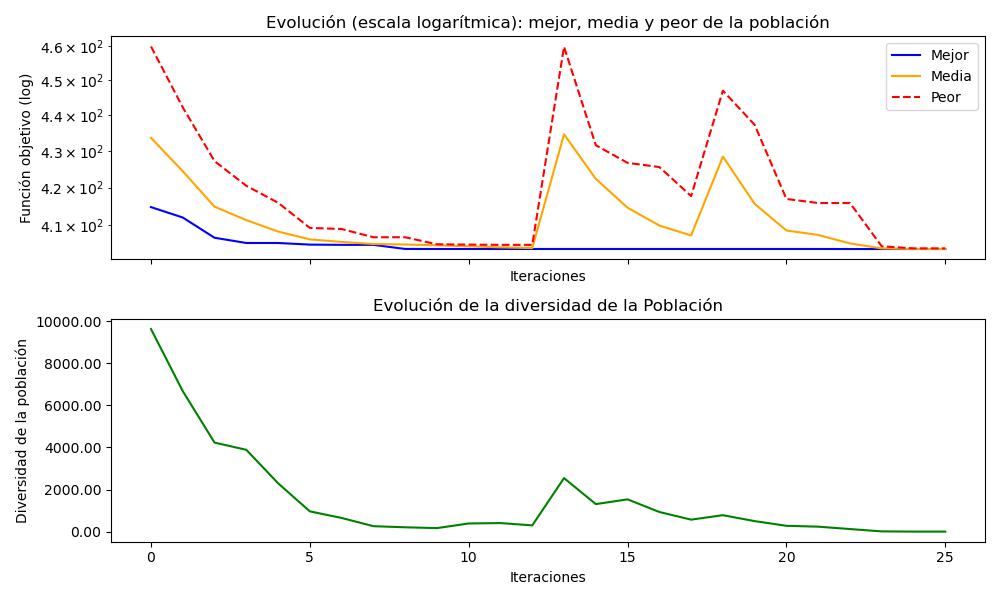 Evolución (escala logarítmica): mejor, media y peor de la población
Función objetivo (log)
4.6 × 10²
4.5 × 10²
4.4 × 10²
4.3 × 10²
4.2 × 10²
4.1 × 10²
Mejor
Media
Peor
Iteraciones
Evolución de la diversidad de la Población
Diversidad de la población
10000.00
8000.00
6000.00
4000.00
2000.00
0.00
0 5 10 15 20 25
Iteraciones